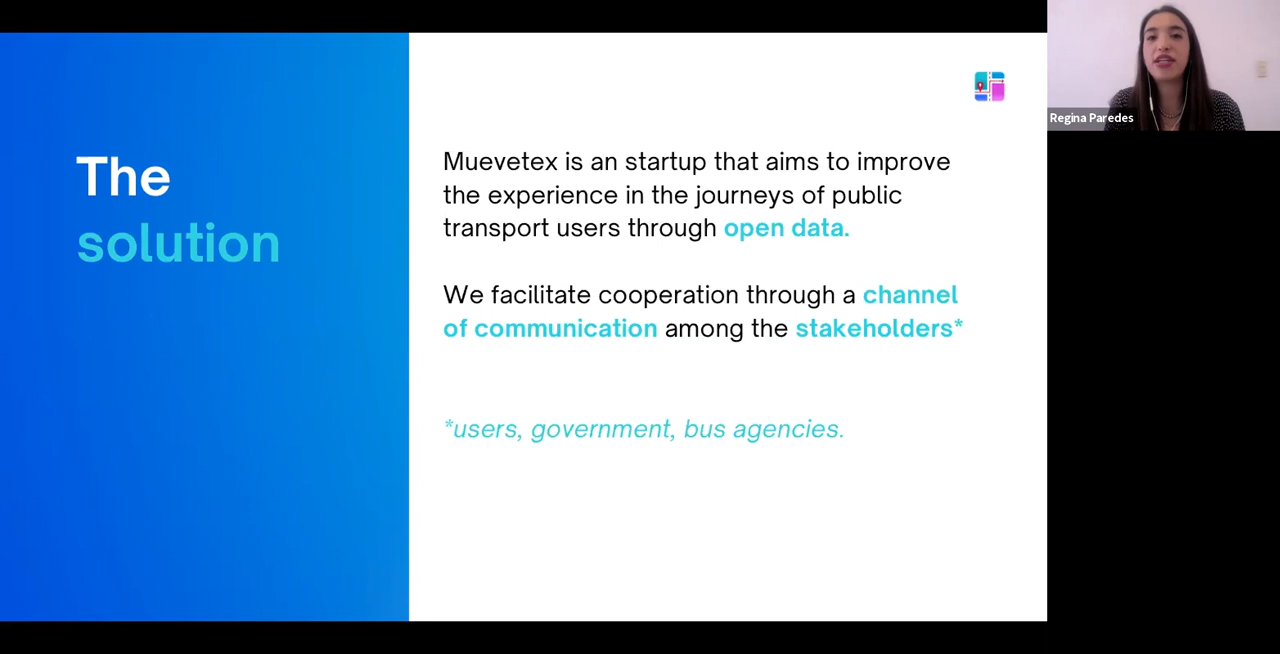 The
solution
Muevetex is an startup that aims to improve
the experience in the journeys of public
transport users through open data.
We facilitate cooperation through a channel
of communication among the stakeholders*
*users, government, bus agencies.
Regina Paredes